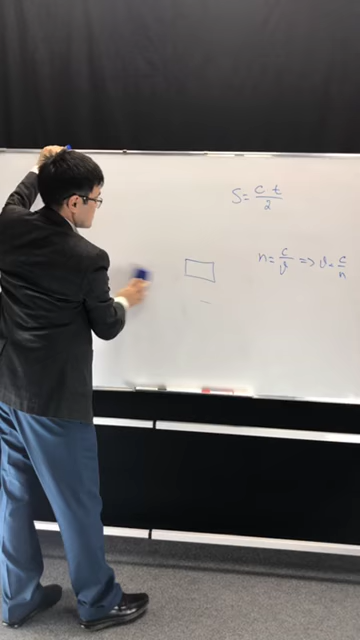 S = c · t / 2
n = c / ϑ => ϑ = c / n